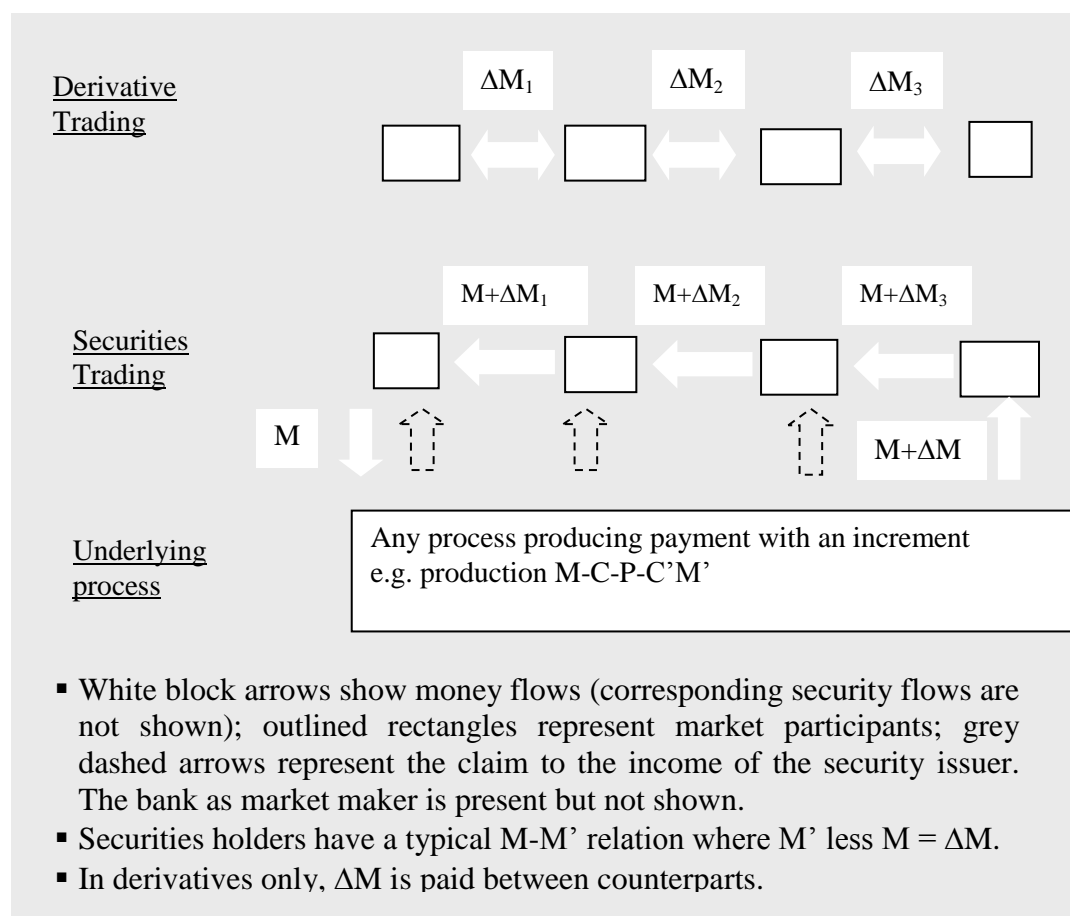 ΔM₁ ΔM₂ ΔM₃
Derivative
Trading
M+ΔM₁ M+ΔM₂ M+ΔM₃
Securities
Trading
M M+ΔM
Underlying
process
Any process producing payment with an increment
e.g. production M-C-P-C’M’
▪ White block arrows show money flows (corresponding security flows are
not shown); outlined rectangles represent market participants; grey
dashed arrows represent the claim to the income of the security issuer.
The bank as market maker is present but not shown.
▪ Securities holders have a typical M-M’ relation where M’ less M = ΔM.
▪ In derivatives only, ΔM is paid between counterparts.